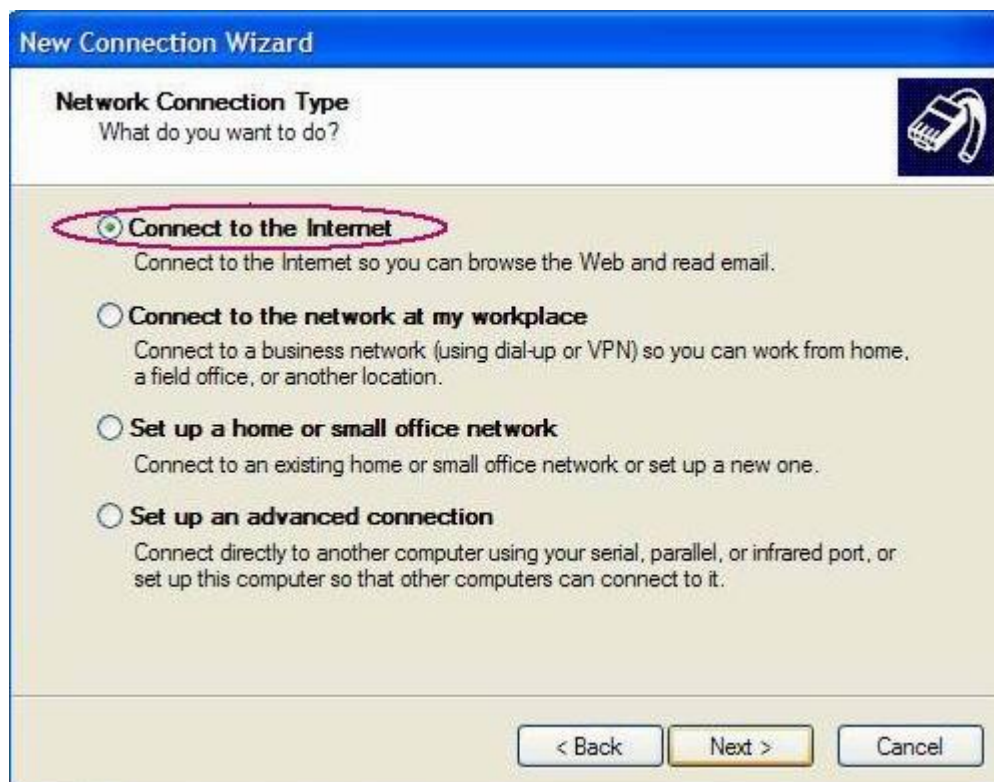 New Connection Wizard
Network Connection Type
What do you want to do?
Connect to the Internet
Connect to the Internet so you can browse the Web and read email.
Connect to the network at my workplace
Connect to a business network (using dial-up or VPN) so you can work from home,
a field office, or another location.
Set up a home or small office network
Connect to an existing home or small office network or set up a new one.
Set up an advanced connection
Connect directly to another computer using your serial, parallel, or infrared port, or
set up this computer so that other computers can connect to it.
< Back Next > Cancel